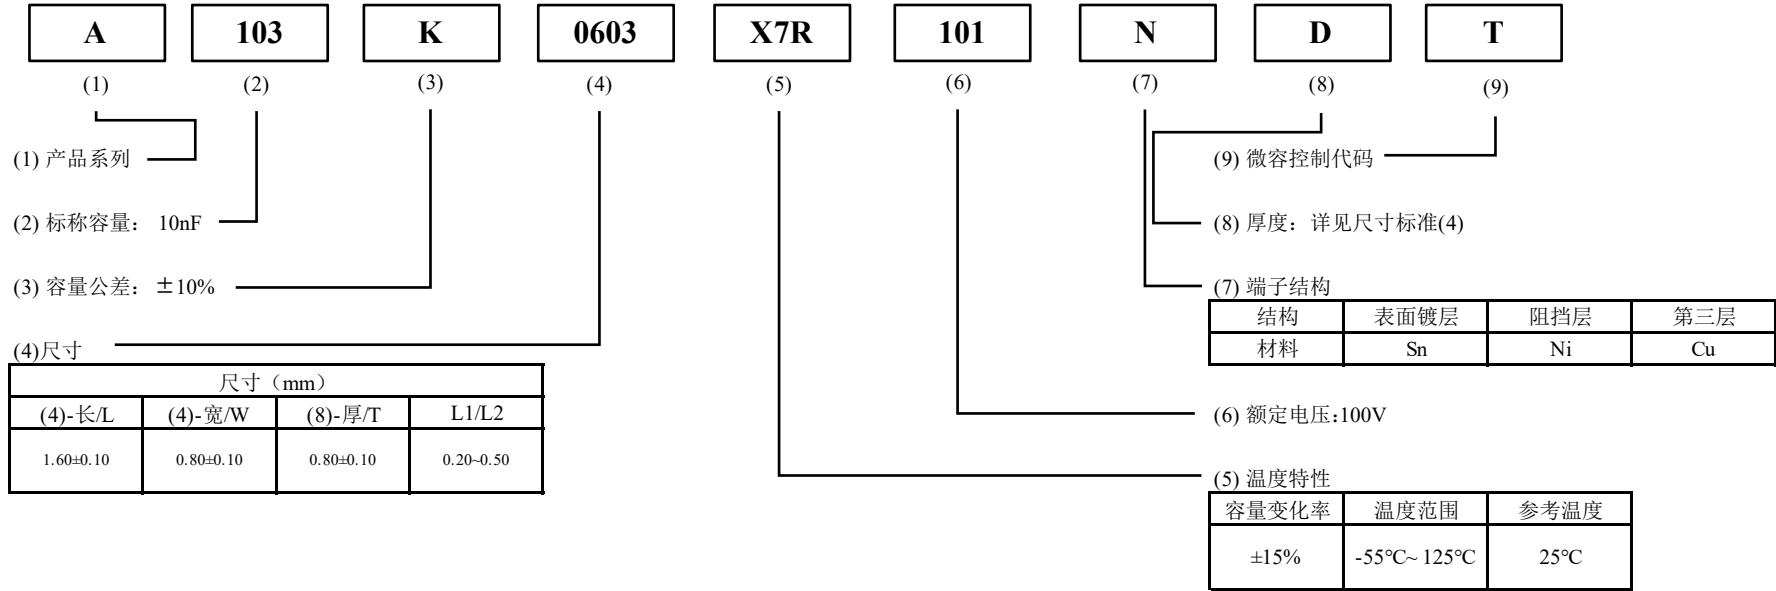 A 103 K 0603 X7R 101 N D T
(1) (2) (3) (4) (5) (6) (7) (8) (9)
(1) 产品系列
(2) 标称容量： 10nF
(3) 容量公差： ±10%
(4)尺寸
尺寸（mm）
(4)-长/L (4)-宽/W (8)-厚/T L1/L2
1.60±0.10 0.80±0.10 0.80±0.10 0.20~0.50
(9) 微容控制代码
(8) 厚度：详见尺寸标准(4)
(7) 端子结构
结构 表面镀层 阻挡层 第三层
材料 Sn Ni Cu
(6) 额定电压:100V
(5) 温度特性
容量变化率 温度范围 参考温度
±15% -55℃~ 125℃ 25℃